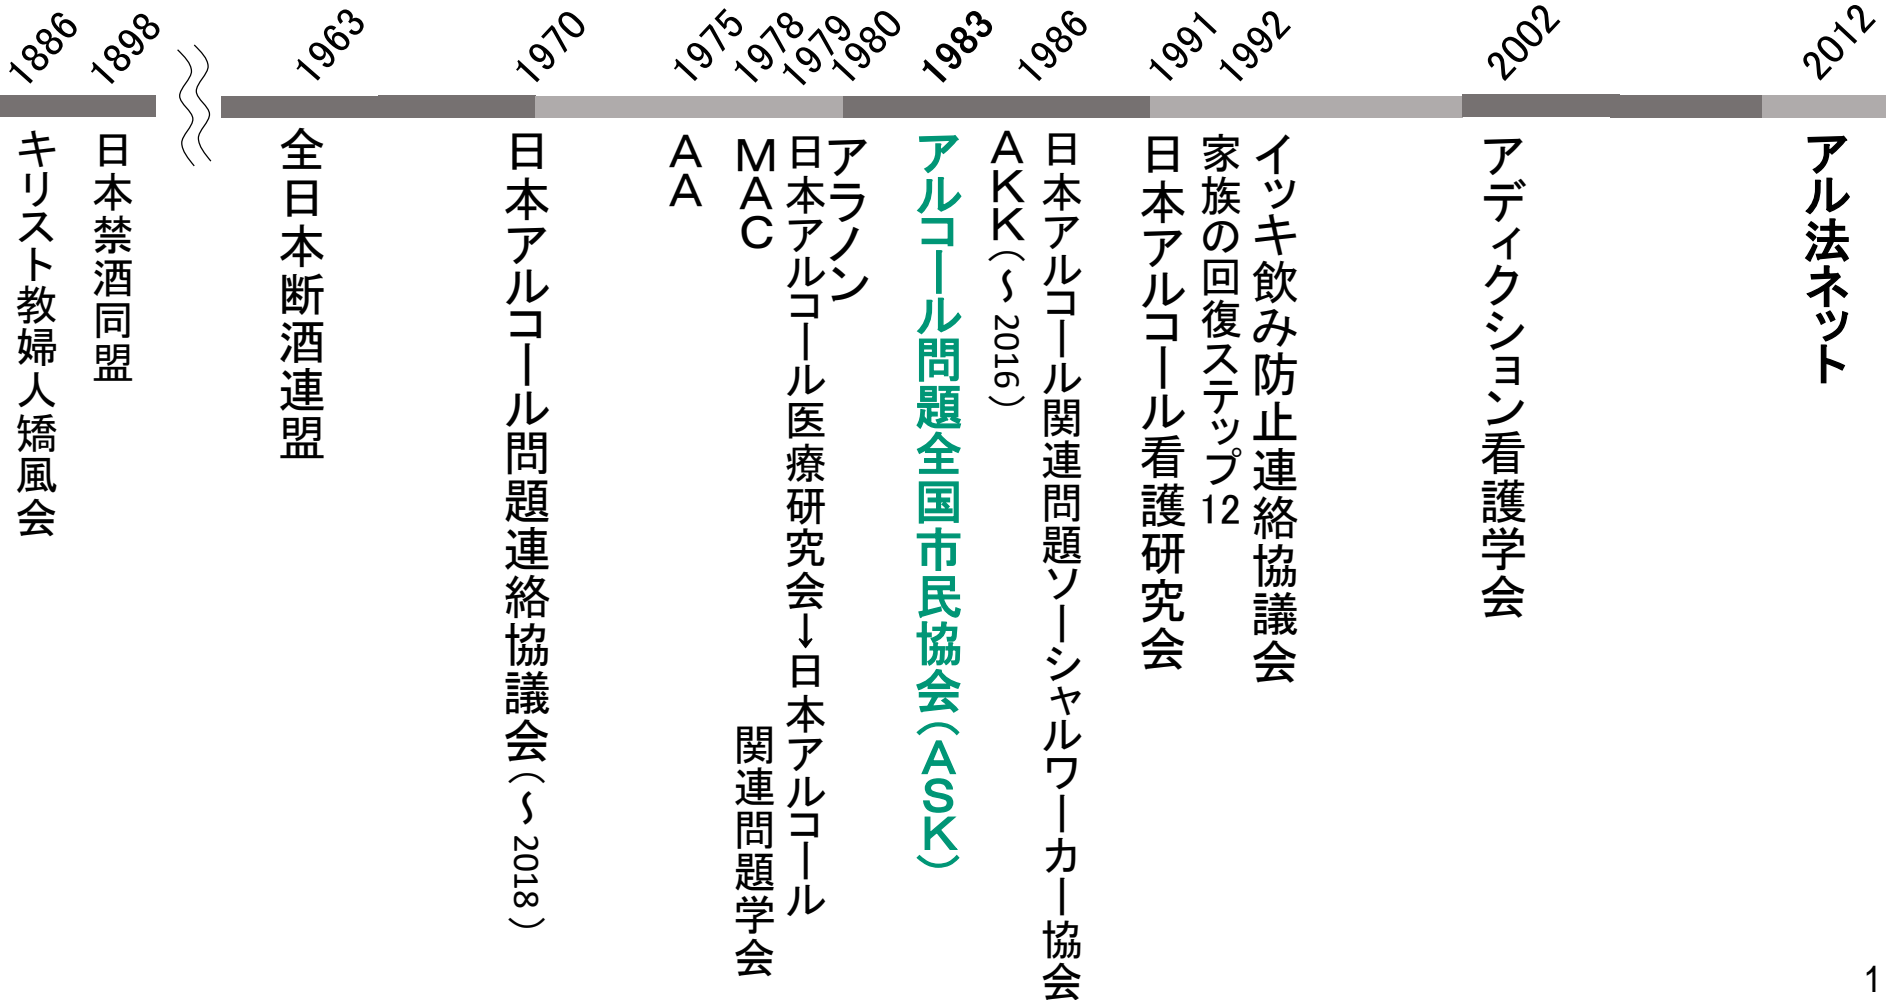 1886
1898
1963
1970
1975
1978
1979
1980
1983
1986
1991
1992
2002
2012
キリスト教婦人矯風会
日本禁酒同盟
全日本断酒連盟
日本アルコール問題連絡協議会(～2018)
ＡＡ
ＭＡＣ
日本アルコール医療研究会→日本アルコール
関連問題学会
アラノン
アルコール問題全国市民協会(ＡＳＫ)
ＡＫＫ(～2016)
日本アルコール関連問題ソーシャルワーカー協会
日本アルコール看護研究会
家族の回復ステップ12
イッキ飲み防止連絡協議会
アディクション看護学会
アル法ネット
1